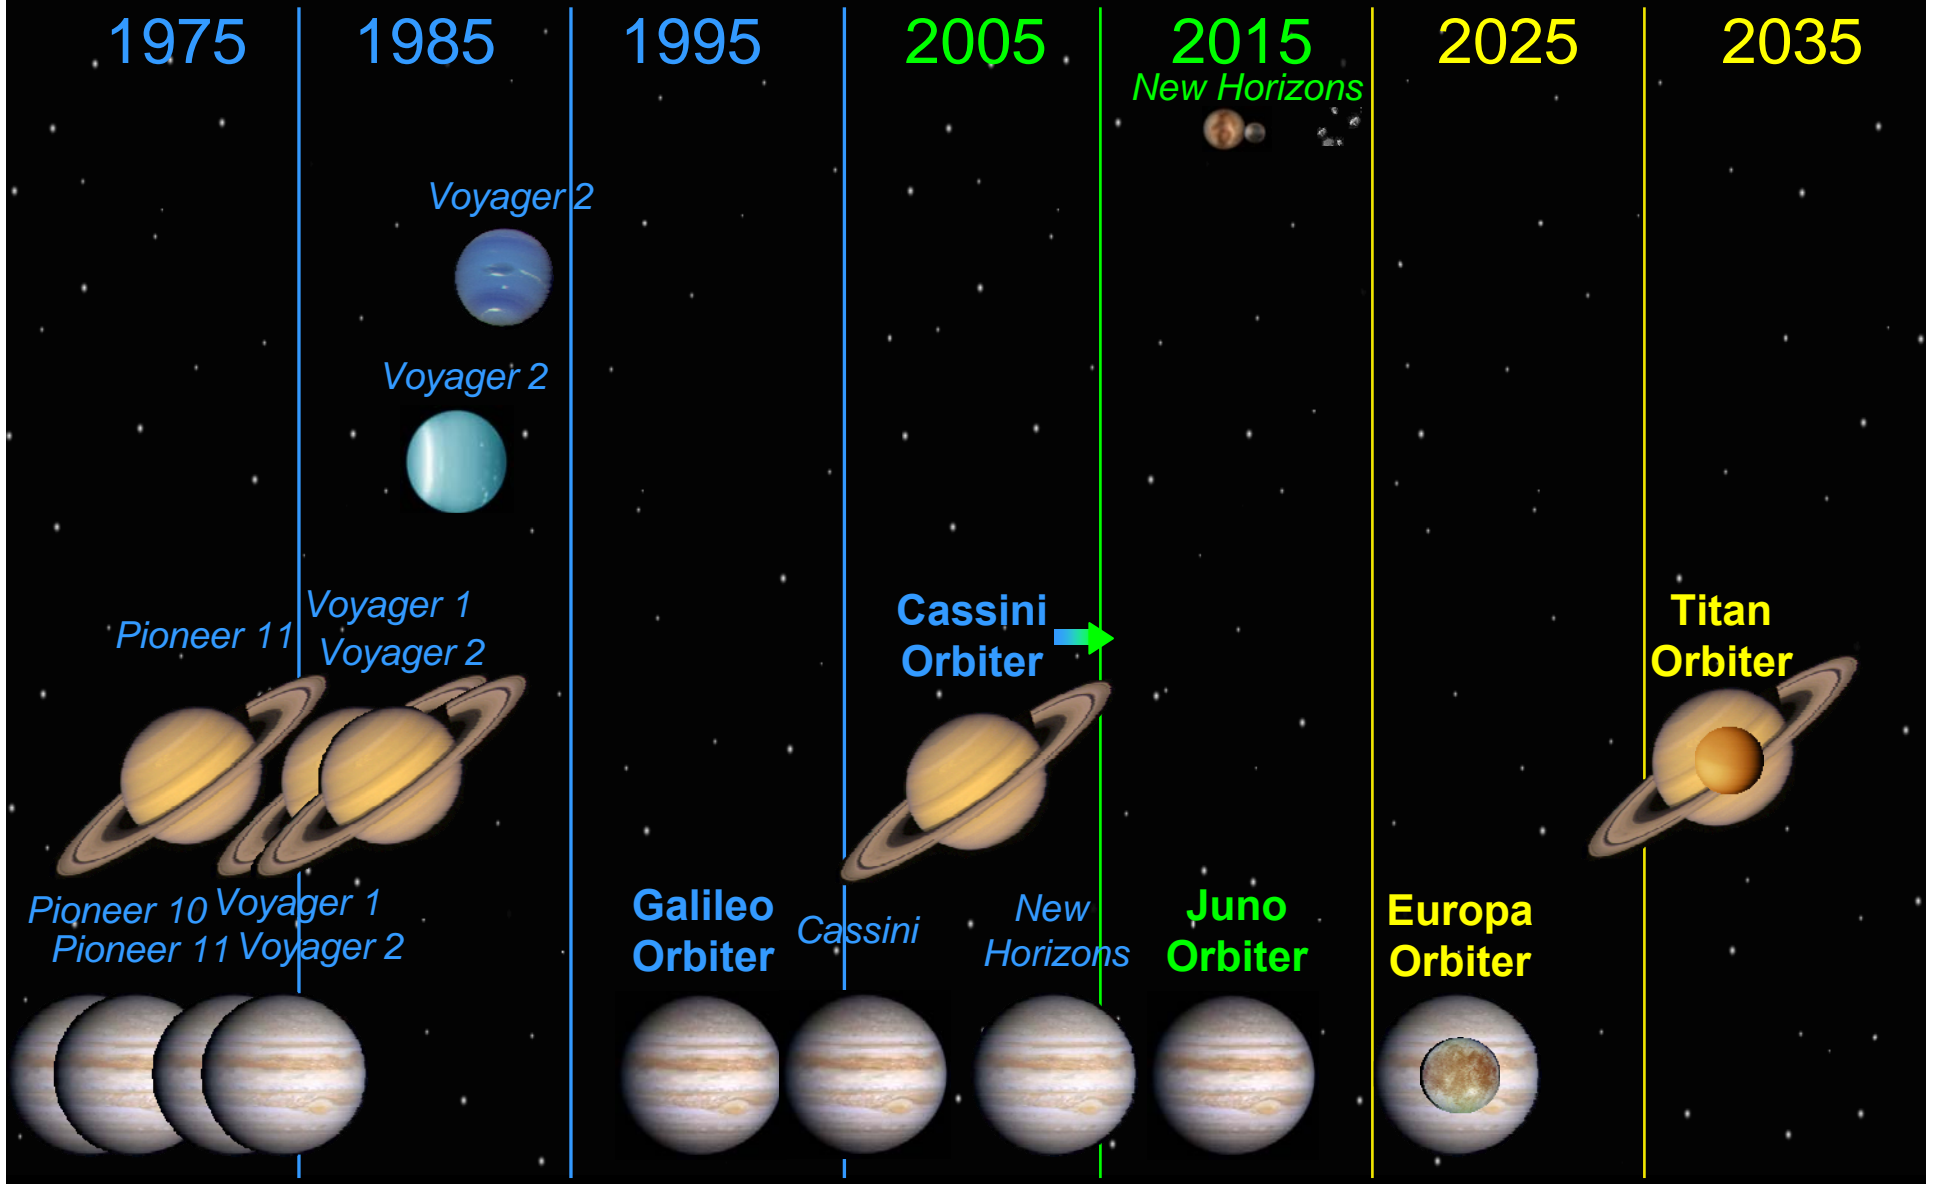 1975 1985 1995 2005 2015 2025 2035
New Horizons
Voyager 2
Voyager 2
Pioneer 11
Voyager 1
Voyager 2
Cassini
Orbiter
Titan
Orbiter
Pioneer 10
Pioneer 11
Voyager 1
Voyager 2
Galileo
Orbiter
Cassini
New
Horizons
Juno
Orbiter
Europa
Orbiter